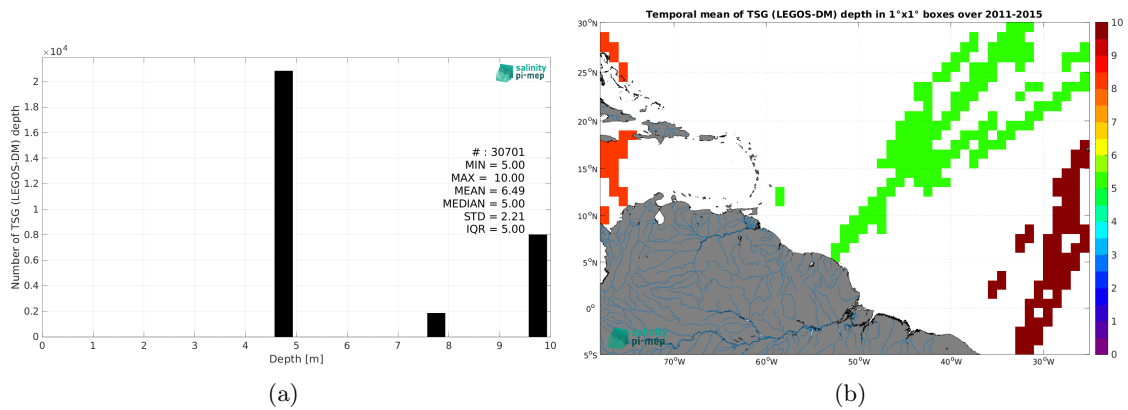 ×10⁴
salinity
pi-mep
Number of TSG (LEGOS-DM) depth
2
1.8
1.6
1.4
1.2
1
0.8
0.6
0.4
0.2
0
# : 30701
MIN = 5.00
MAX = 10.00
MEAN = 6.49
MEDIAN = 5.00
STD = 2.21
IQR = 5.00
0 1 2 3 4 5 6 7 8 9 10
Depth [m]
(a)
Temporal mean of TSG (LEGOS-DM) depth in 1°x1° boxes over 2011-2015
30°N
25°N
20°N
15°N
10°N
5°N
0°
5°S
70°W 60°W 50°W 40°W 30°W
salinity
pi-mep
10
9
8
7
6
5
4
3
2
1
0
(b)